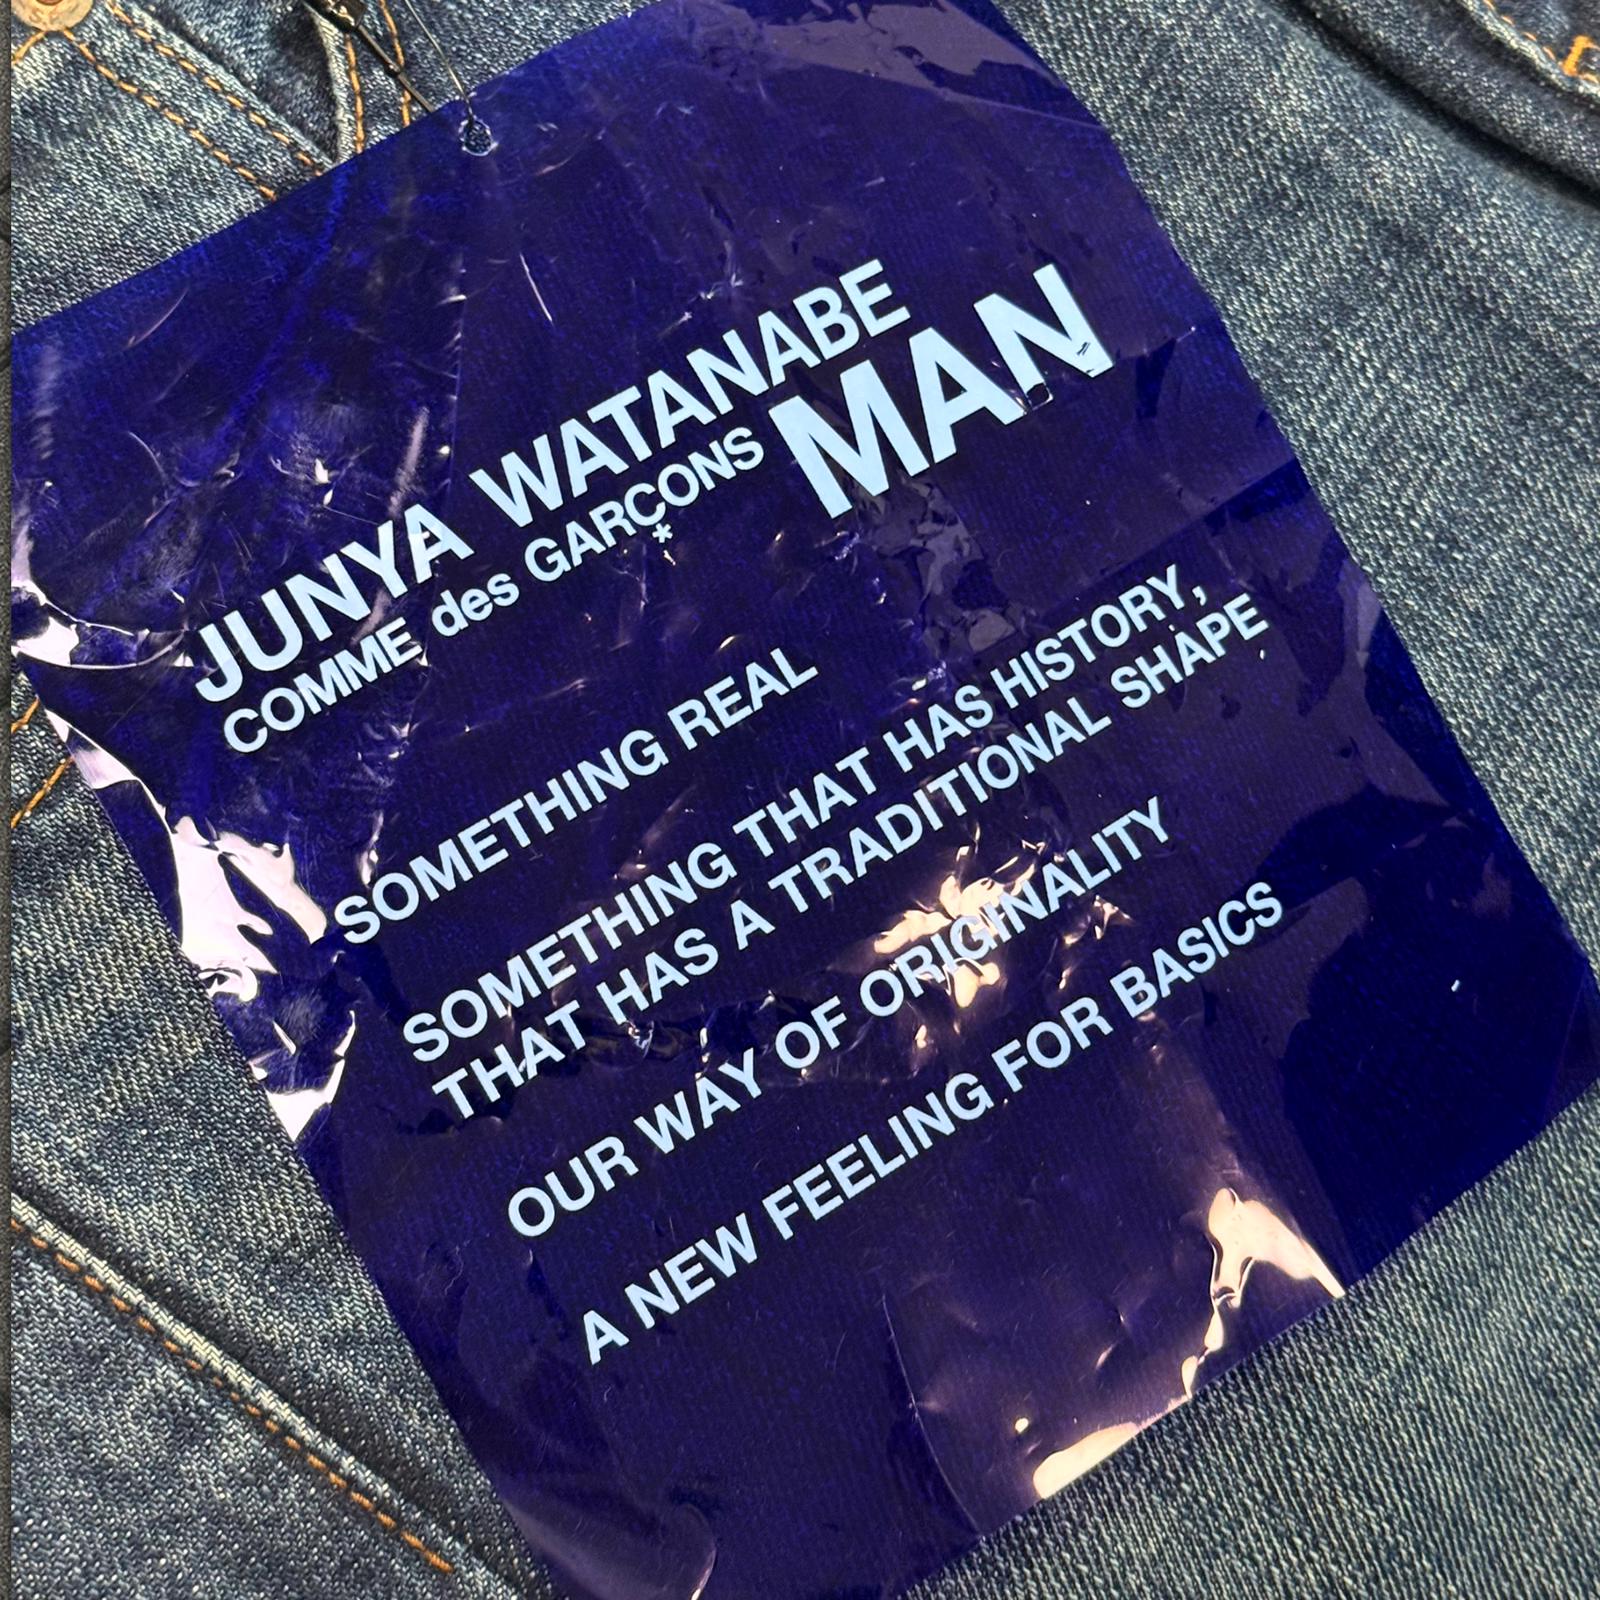 JUNYA WATANABE
COMME des GARÇONS MAN
*
SOMETHING REAL
SOMETHING THAT HAS HISTORY,
THAT HAS A TRADITIONAL SHAPE
OUR WAY OF ORIGINALITY
A NEW FEELING FOR BASICS